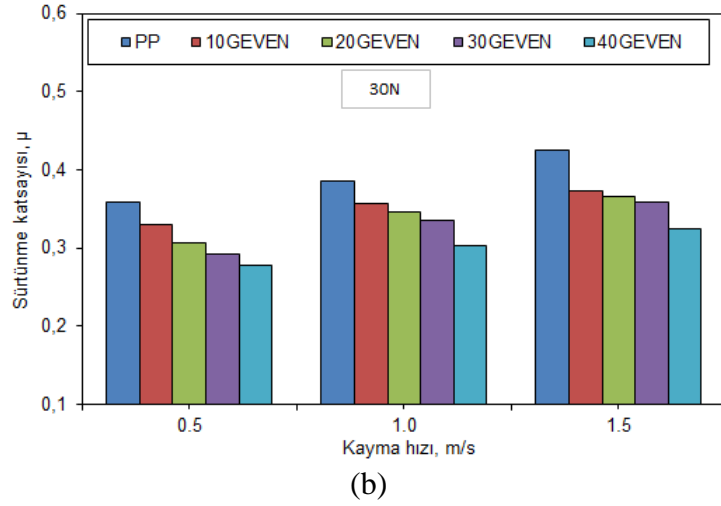 0,6
PP 10GEVEN 20GEVEN 30GEVEN 40GEVEN
30N
0,5
0,4
0,3
0,2
0,1
Sürtünme katsayısı, µ
0.5 1.0 1.5
Kayma hızı, m/s
(b)